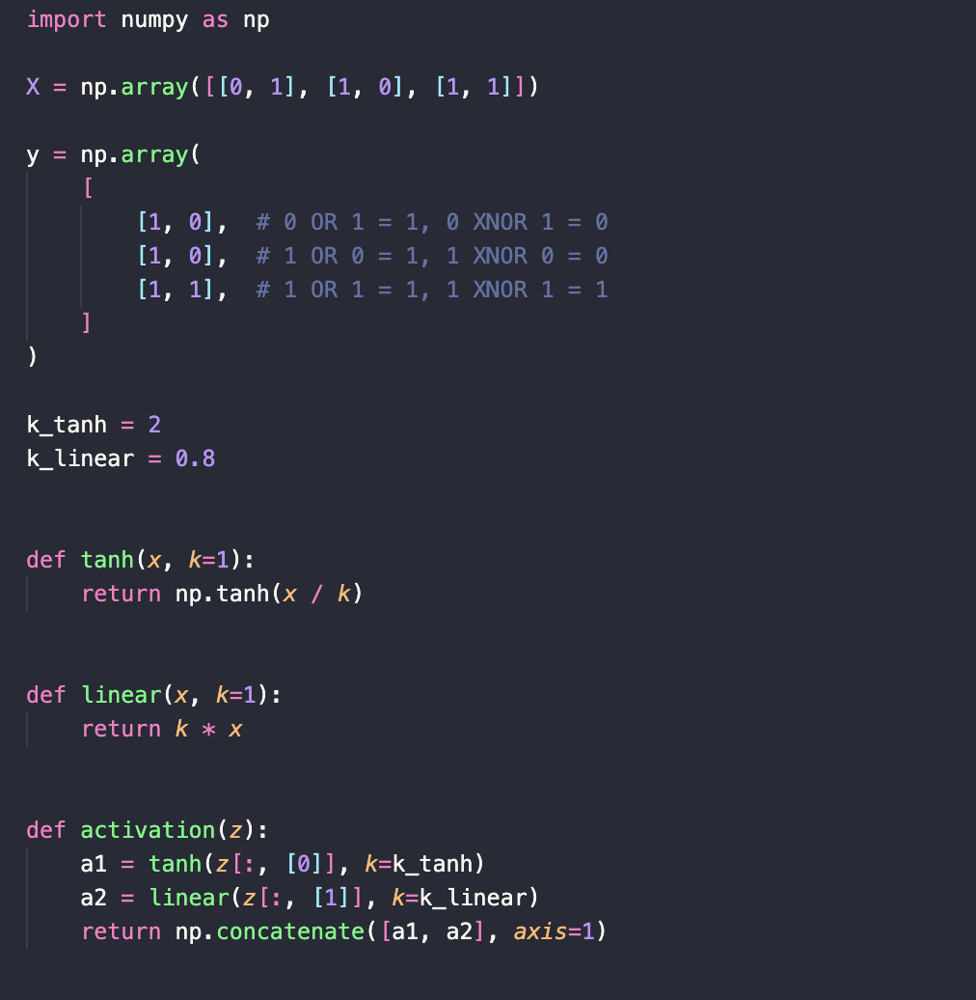 import numpy as np
X = np.array([[0, 1], [1, 0], [1, 1]])
y = np.array(
    [
        [1, 0],  # 0 OR 1 = 1, 0 XNOR 1 = 0
        [1, 0],  # 1 OR 0 = 1, 1 XNOR 0 = 0
        [1, 1],  # 1 OR 1 = 1, 1 XNOR 1 = 1
    ]
)
k_tanh = 2
k_linear = 0.8
def tanh(x, k=1):
    return np.tanh(x / k)
def linear(x, k=1):
    return k * x
def activation(z):
    a1 = tanh(z[:, [0]], k=k_tanh)
    a2 = linear(z[:, [1]], k=k_linear)
    return np.concatenate([a1, a2], axis=1)